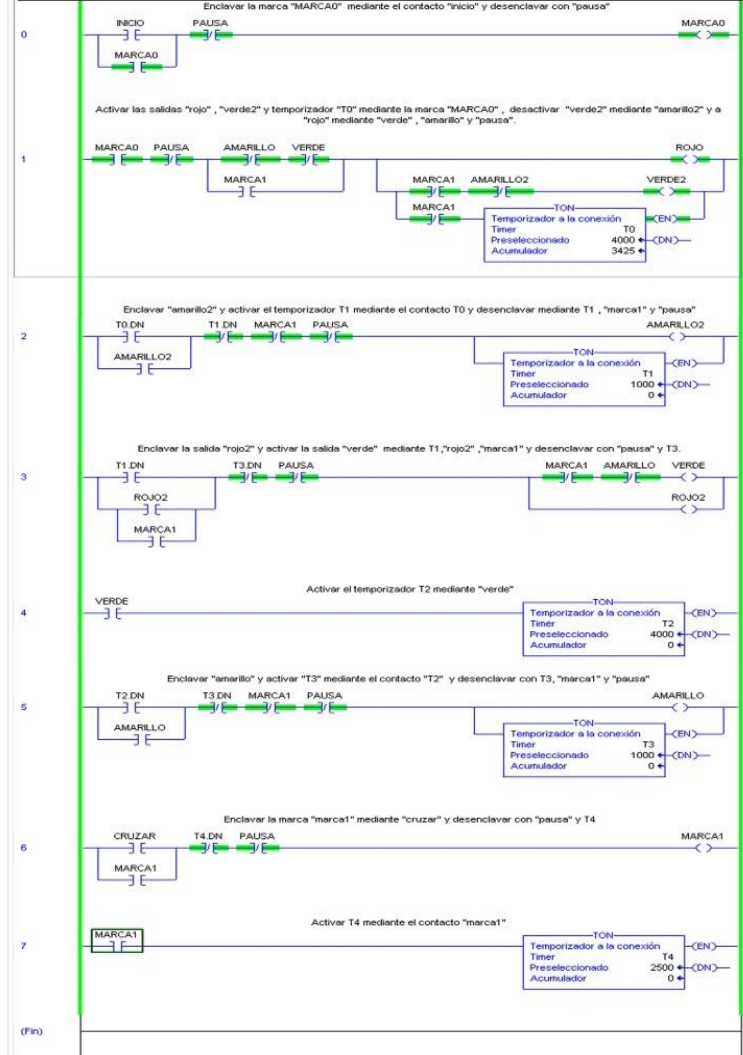 Enclavar la marca "MARCA0" mediante el contacto "inicio" y desenclavar con "pausa"
INICIO PAUSA MARCA0
0
MARCA0
Activar las salidas "rojo" , "verde2" y temporizador "T0" mediante la marca "MARCA0" , desactivar "verde2" mediante "amarillo2" y a
"rojo" mediante "verde" , "amarillo" y "pausa".
MARCA0 PAUSA AMARILLO VERDE ROJO
1
MARCA1 MARCA1 AMARILLO2 VERDE2
MARCA1
TON
Temporizador a la conexión (EN)
Timer T0
Preseleccionado 4000 (DN)
Acumulador 3425
Enclavar "amarillo2" y activar el temporizador T1 mediante el contacto T0 y desenclavar mediante T1 , "marca1" y "pausa"
T0.DN T1.DN MARCA1 PAUSA AMARILLO2
2
AMARILLO2
TON
Temporizador a la conexión (EN)
Timer T1
Preseleccionado 1000 (DN)
Acumulador 0
Enclavar la salida "rojo2" y activar la salida "verde" mediante T1,"rojo2" ,"marca1" y desenclavar con "pausa" y T3.
T1.DN T3.DN PAUSA MARCA1 AMARILLO VERDE
3
ROJO2 ROJO2
MARCA1
Activar el temporizador T2 mediante "verde"
VERDE
4
TON
Temporizador a la conexión (EN)
Timer T2
Preseleccionado 4000 (DN)
Acumulador 0
Enclavar "amarillo" y activar "T3" mediante el contacto "T2" y desenclavar con T3, "marca1" y "pausa"
T2.DN T3.DN MARCA1 PAUSA AMARILLO
5
AMARILLO
TON
Temporizador a la conexión (EN)
Timer T3
Preseleccionado 1000 (DN)
Acumulador 0
Enclavar la marca "marca1" mediante "cruzar" y desenclavar con "pausa" y T4
CRUZAR T4.DN PAUSA MARCA1
6
MARCA1
Activar T4 mediante el contacto "marca1"
MARCA1
7
TON
Temporizador a la conexión (EN)
Timer T4
Preseleccionado 2500 (DN)
Acumulador 0
(Fin)